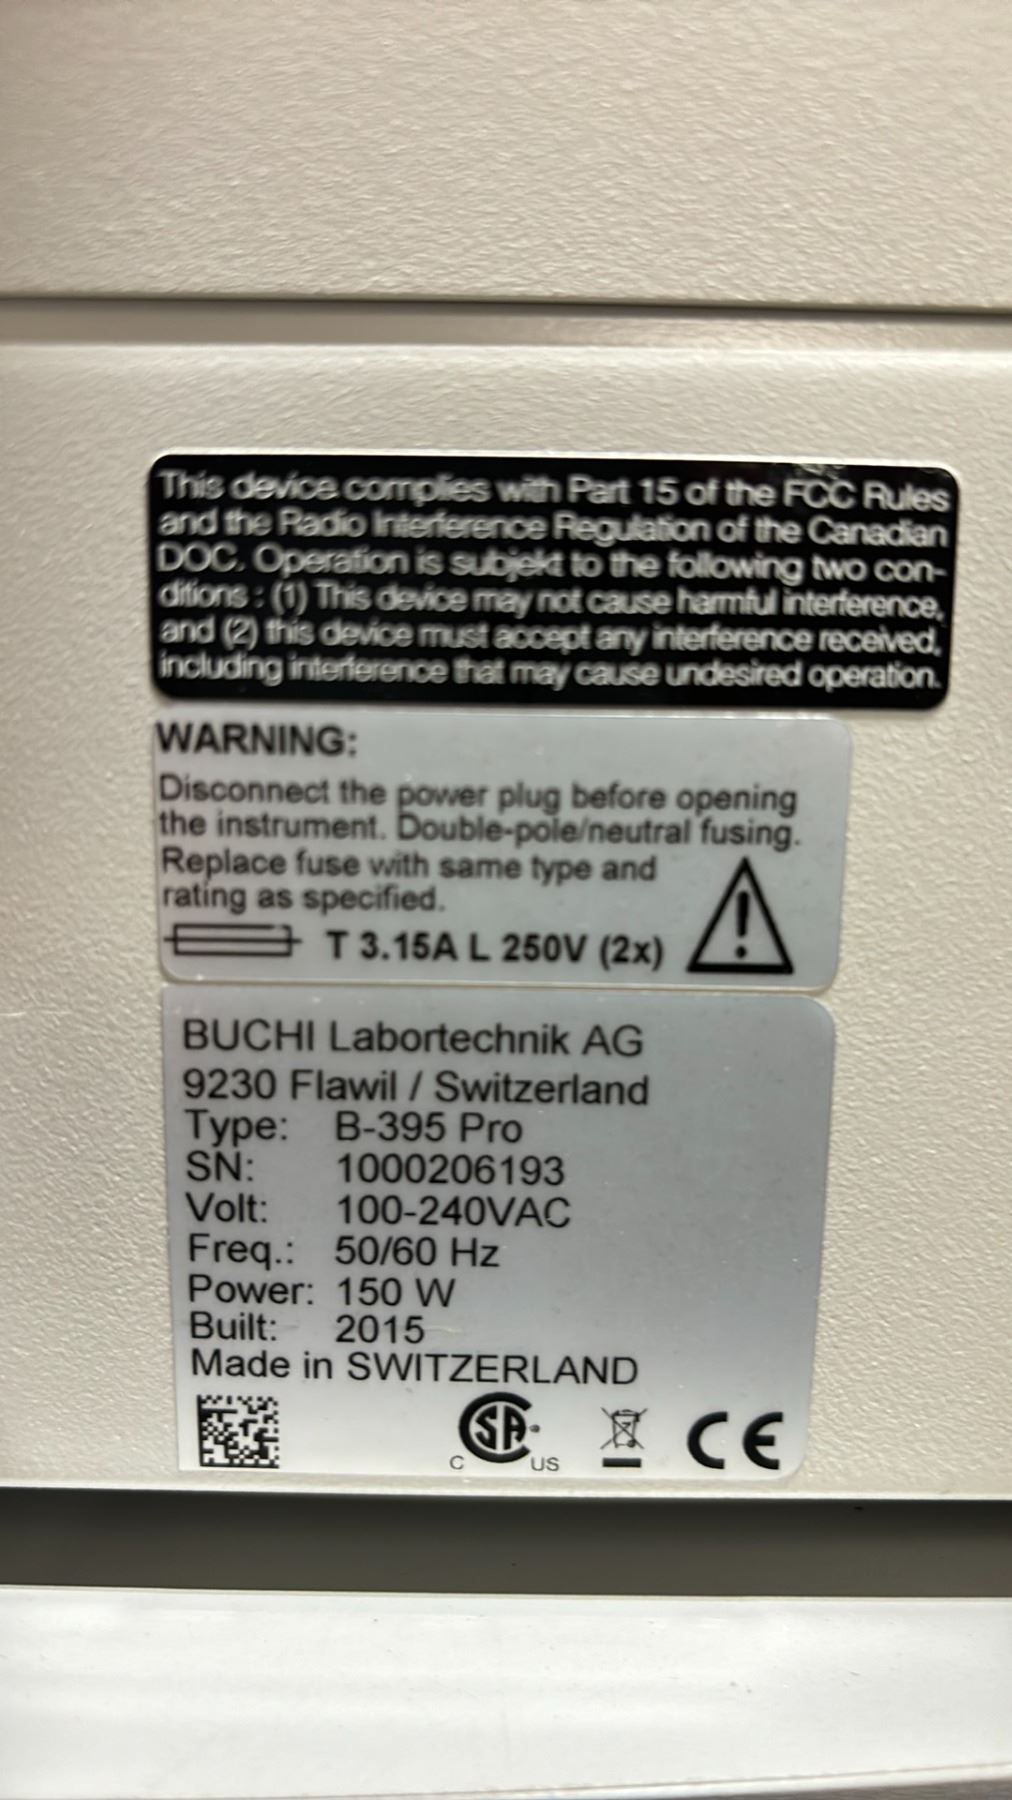 This device complies with Part 15 of the FCC Rules
and the Radio Interference Regulation of the Canadian
DOC. Operation is subjekt to the following two con-
ditions : (1) This device may not cause harmful interference,
and (2) this device must accept any interference received,
including interference that may cause undesired operation.
WARNING:
Disconnect the power plug before opening
the instrument. Double-pole/neutral fusing.
Replace fuse with same type and
rating as specified.
T 3.15A L 250V (2x)
BUCHI Labortechnik AG
9230 Flawil / Switzerland
Type: B-395 Pro
SN: 1000206193
Volt: 100-240VAC
Freq.: 50/60 Hz
Power: 150 W
Built: 2015
Made in SWITZERLAND
C SA US CE